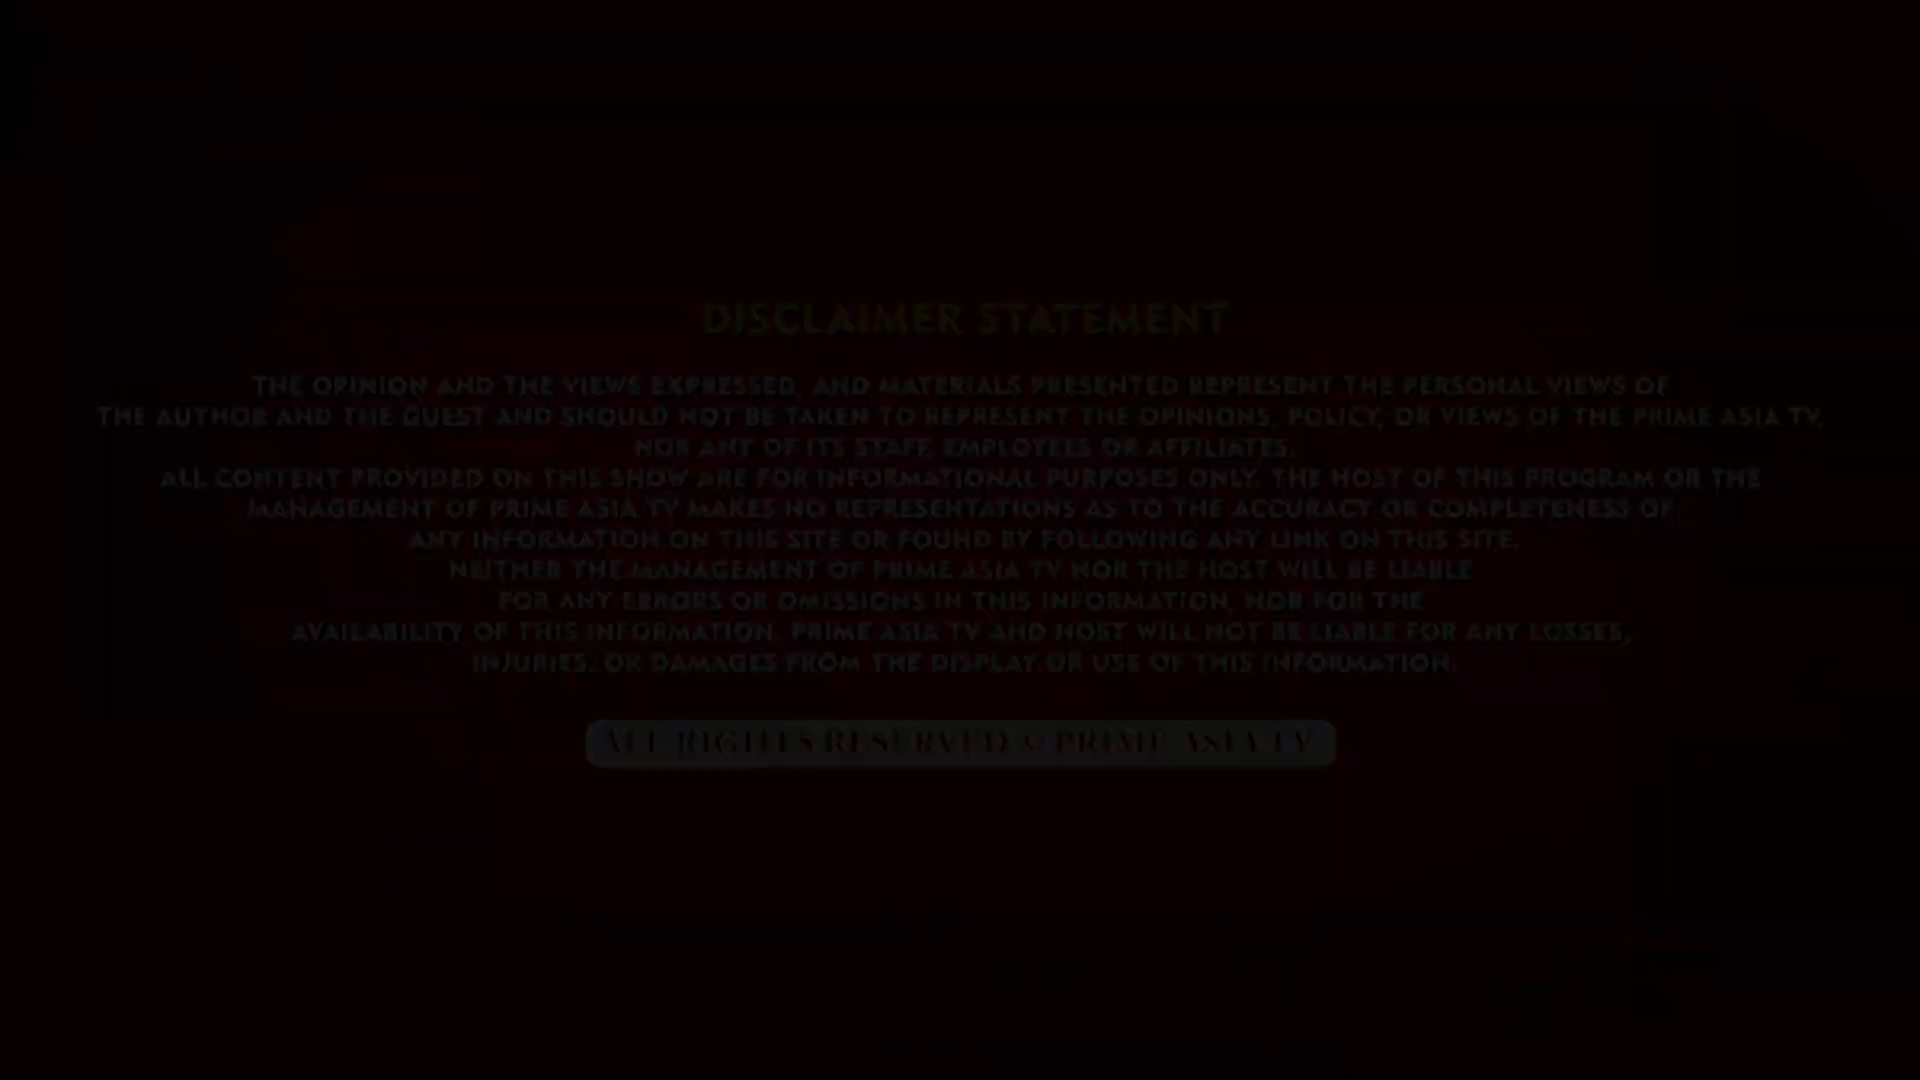 DISCLAIMER STATEMENT
THE OPINION AND THE VIEWS EXPRESSED, AND MATERIALS PRESENTED REPRESENT THE PERSONAL VIEWS OF
THE AUTHOR AND THE GUEST AND SHOULD NOT BE TAKEN TO REPRESENT THE OPINIONS, POLICY, OR VIEWS OF THE PRIME ASIA TV,
NOR ANY OF ITS STAFF, EMPLOYEES OR AFFILIATES.
ALL CONTENT PROVIDED ON THIS SHOW ARE FOR INFORMATIONAL PURPOSES ONLY. THE HOST OF THIS PROGRAM OR THE
MANAGEMENT OF PRIME ASIA TV MAKES NO REPRESENTATIONS AS TO THE ACCURACY OR COMPLETENESS OF
ANY INFORMATION ON THIS SITE OR FOUND BY FOLLOWING ANY LINK ON THIS SITE.
NEITHER THE MANAGEMENT OF PRIME ASIA TV NOR THE HOST WILL BE LIABLE
FOR ANY ERRORS OR OMISSIONS IN THIS INFORMATION, NOR FOR THE
AVAILABILITY OF THIS INFORMATION. PRIME ASIA TV AND HOST WILL NOT BE LIABLE FOR ANY LOSSES,
INJURIES, OR DAMAGES FROM THE DISPLAY OR USE OF THIS INFORMATION.
ALL RIGHTS RESERVED © PRIME ASIA TV